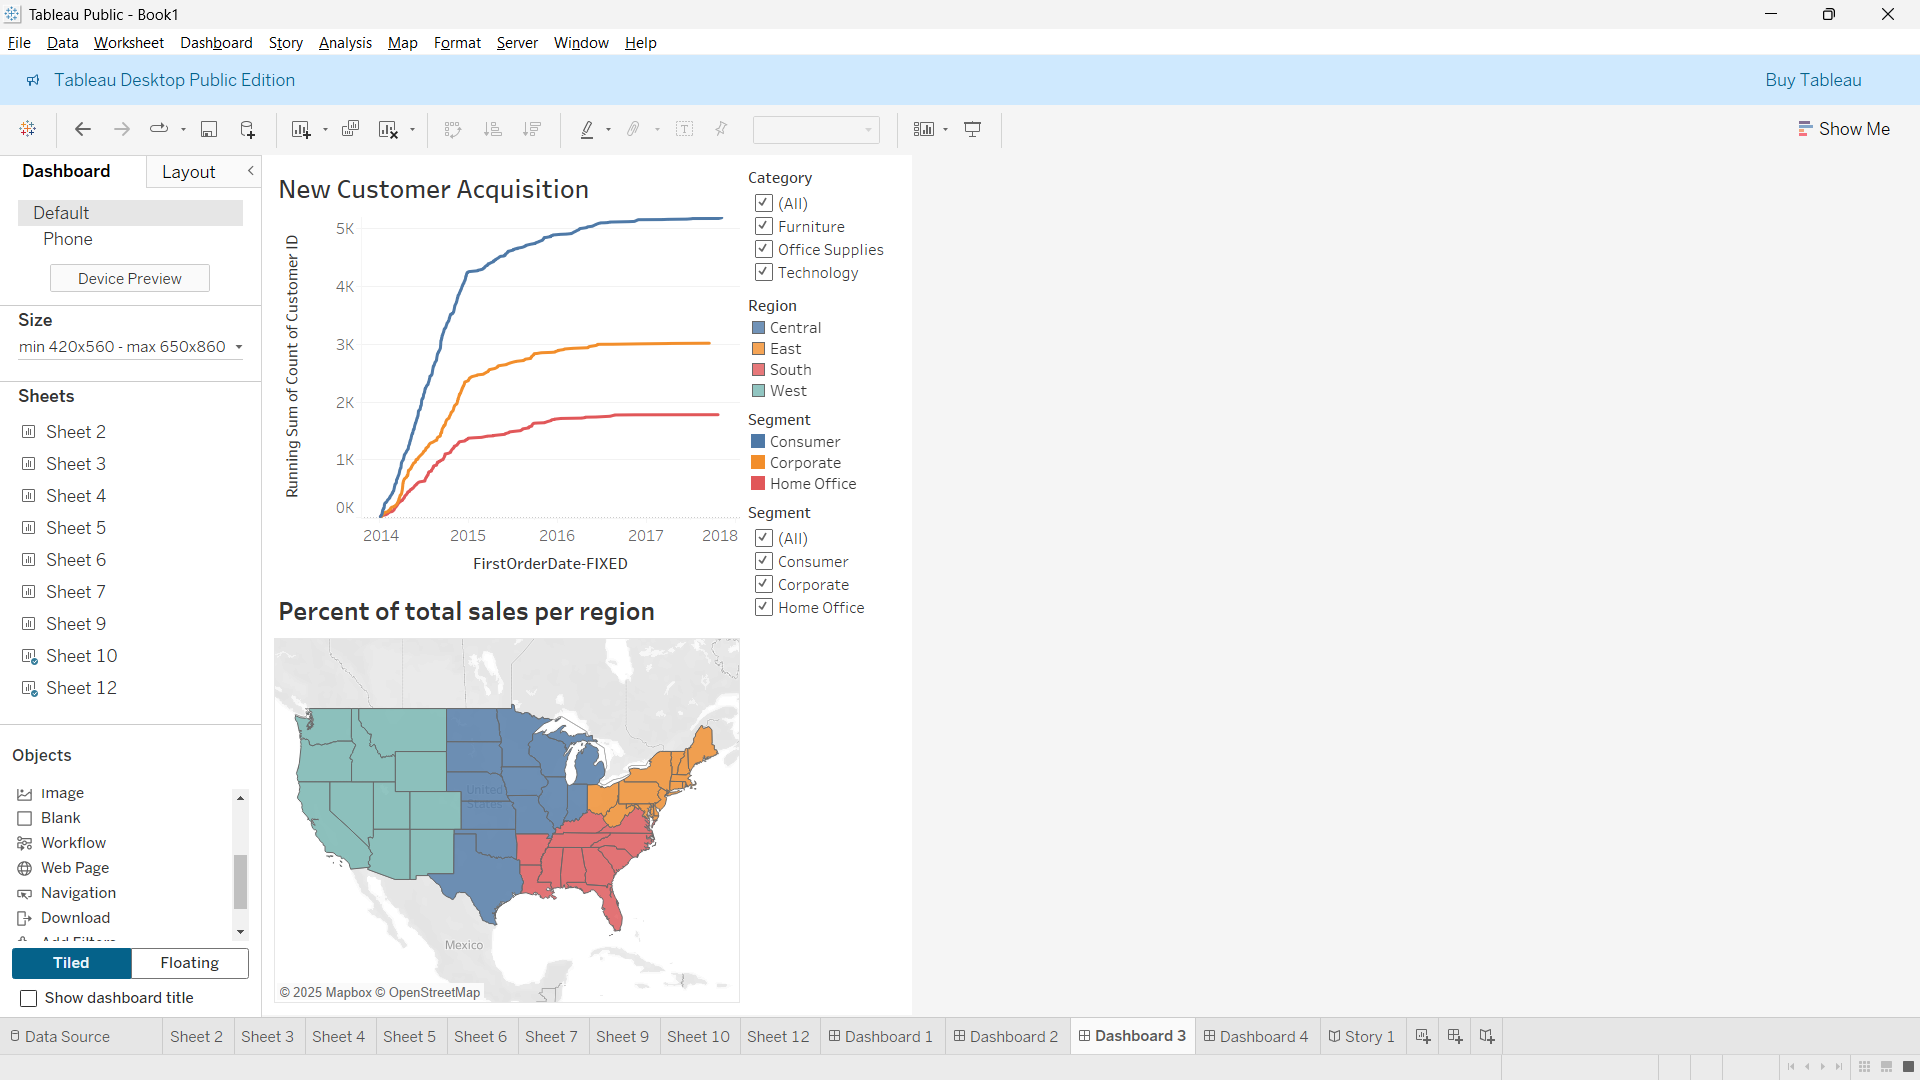 Tableau Public - Book1
File Data Worksheet Dashboard Story Analysis Map Format Server Window Help
Tableau Desktop Public Edition
Buy Tableau
Show Me
Dashboard
Layout
Default
Phone
Device Preview
Size
min 420x560 - max 650x860
Sheets
Sheet 2
Sheet 3
Sheet 4
Sheet 5
Sheet 6
Sheet 7
Sheet 9
Sheet 10
Sheet 12
Objects
Image
Blank
Workflow
Web Page
Navigation
Download
Add Filters
Tiled
Floating
Show dashboard title
New Customer Acquisition
Running Sum of Count of Customer ID
5K
4K
3K
2K
1K
0K
2014 2015 2016 2017 2018
FirstOrderDate-FIXED
Percent of total sales per region
United
States
Mexico
© 2025 Mapbox © OpenStreetMap
Category
(All)
Furniture
Office Supplies
Technology
Region
Central
East
South
West
Segment
Consumer
Corporate
Home Office
Segment
(All)
Consumer
Corporate
Home Office
Data Source Sheet 2 Sheet 3 Sheet 4 Sheet 5 Sheet 6 Sheet 7 Sheet 9 Sheet 10 Sheet 12 Dashboard 1 Dashboard 2 Dashboard 3 Dashboard 4 Story 1